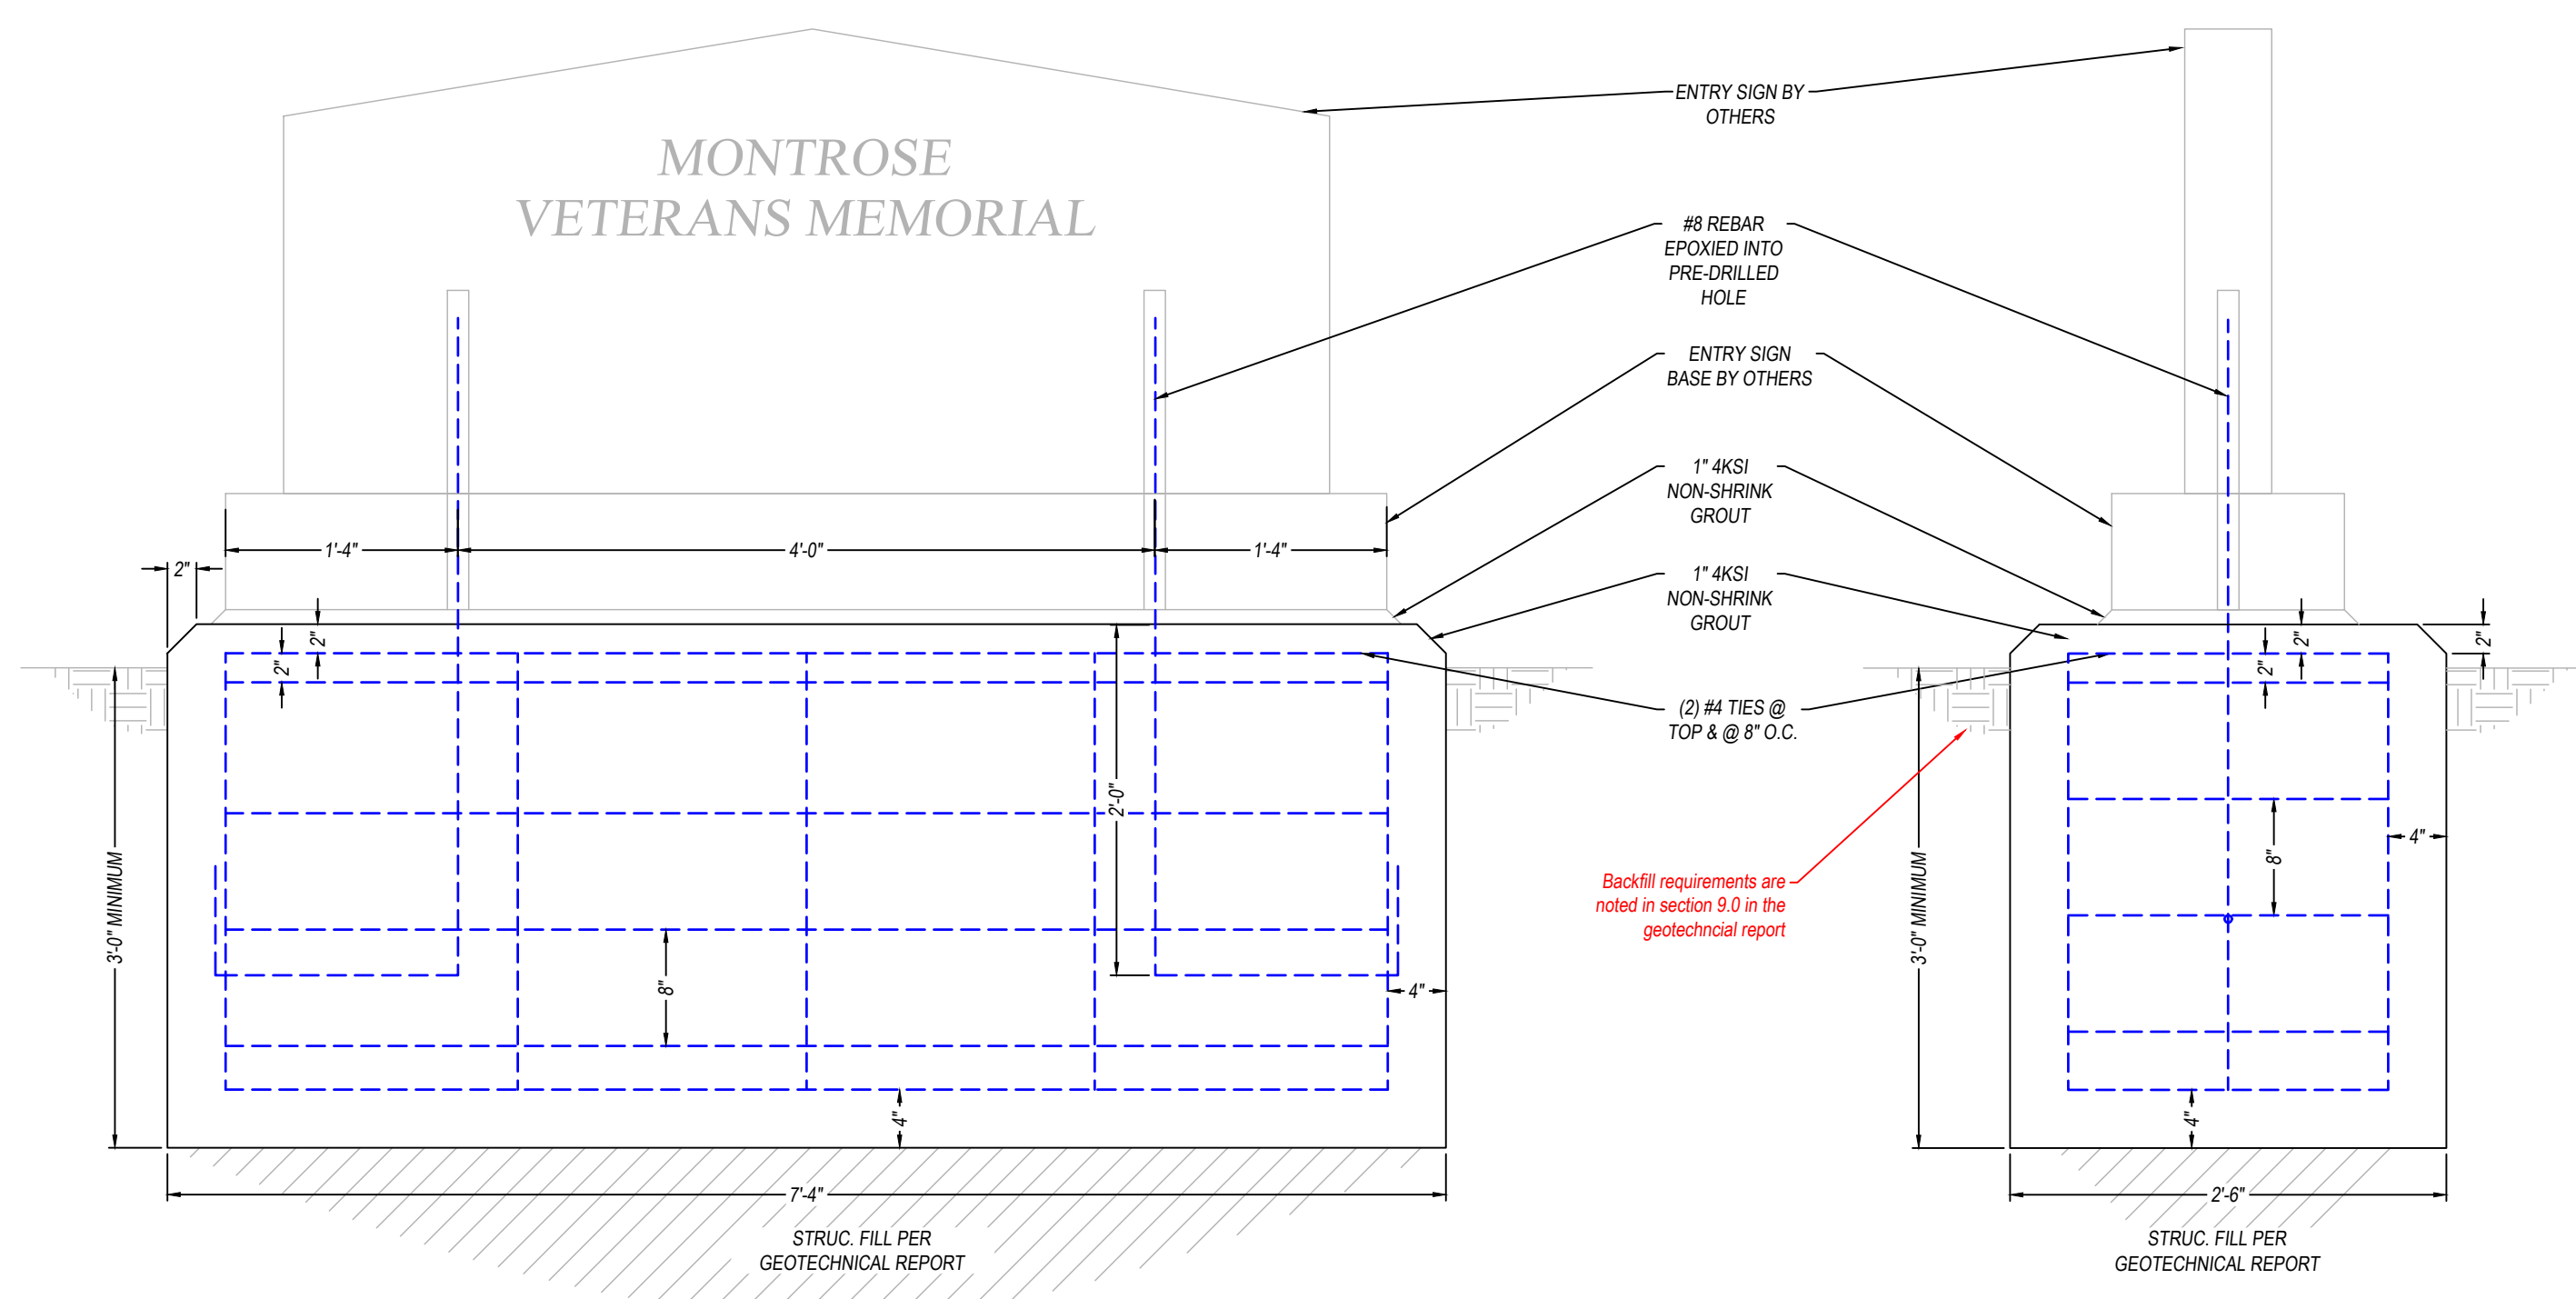 MONTROSE
VETERANS MEMORIAL
ENTRY SIGN BY
OTHERS
#8 REBAR
EPOXIED INTO
PRE-DRILLED
HOLE
ENTRY SIGN
BASE BY OTHERS
1" 4KSI
NON-SHRINK
GROUT
1" 4KSI
NON-SHRINK
GROUT
(2) #4 TIES @
TOP & @ 8" O.C.
Backfill requirements are
noted in section 9.0 in the
geotechncial report
1'-4"
4'-0"
1'-4"
2"
2"
2"
2'-0"
3'-0" MINIMUM
8"
4"
4"
7'-4"
STRUC. FILL PER
GEOTECHNICAL REPORT
2"
2"
2"
4"
8"
3'-0" MINIMUM
4"
2'-6"
STRUC. FILL PER
GEOTECHNICAL REPORT